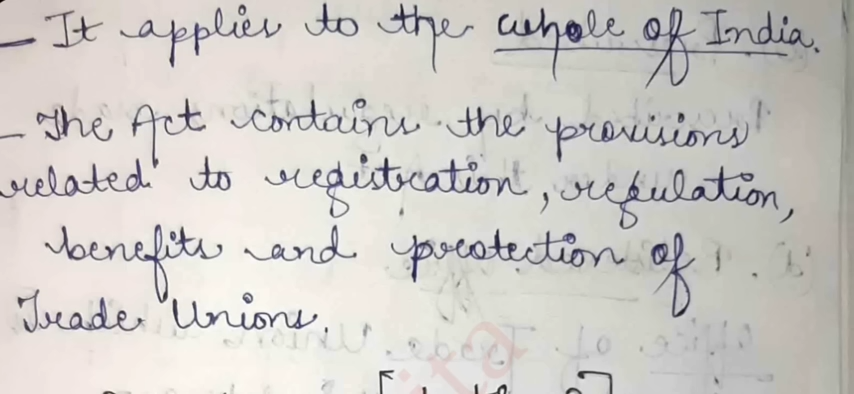 - It applies to the whole of India.
- The Act contains the provisions
related to registration, regulation,
benefits and protection of
Trade Unions.